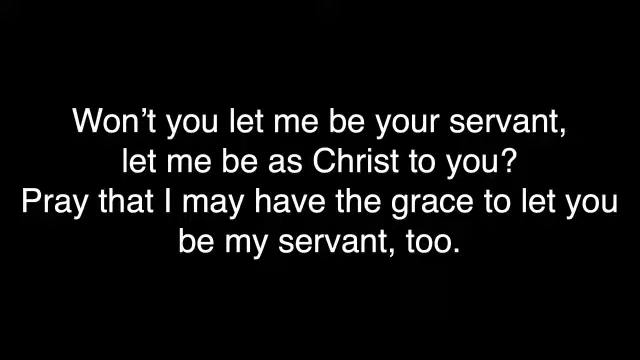 Won’t you let me be your servant,
let me be as Christ to you?
Pray that I may have the grace to let you
be my servant, too.